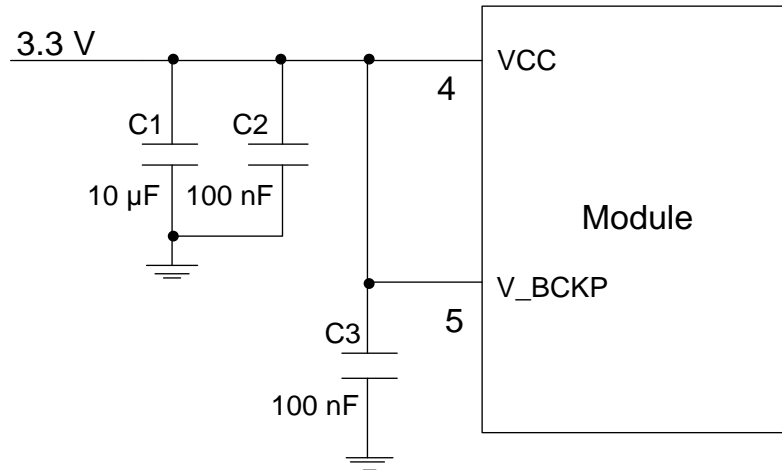 3.3 V
VCC
4
C1
C2
10 µF
100 nF
Module
V_BCKP
5
C3
100 nF